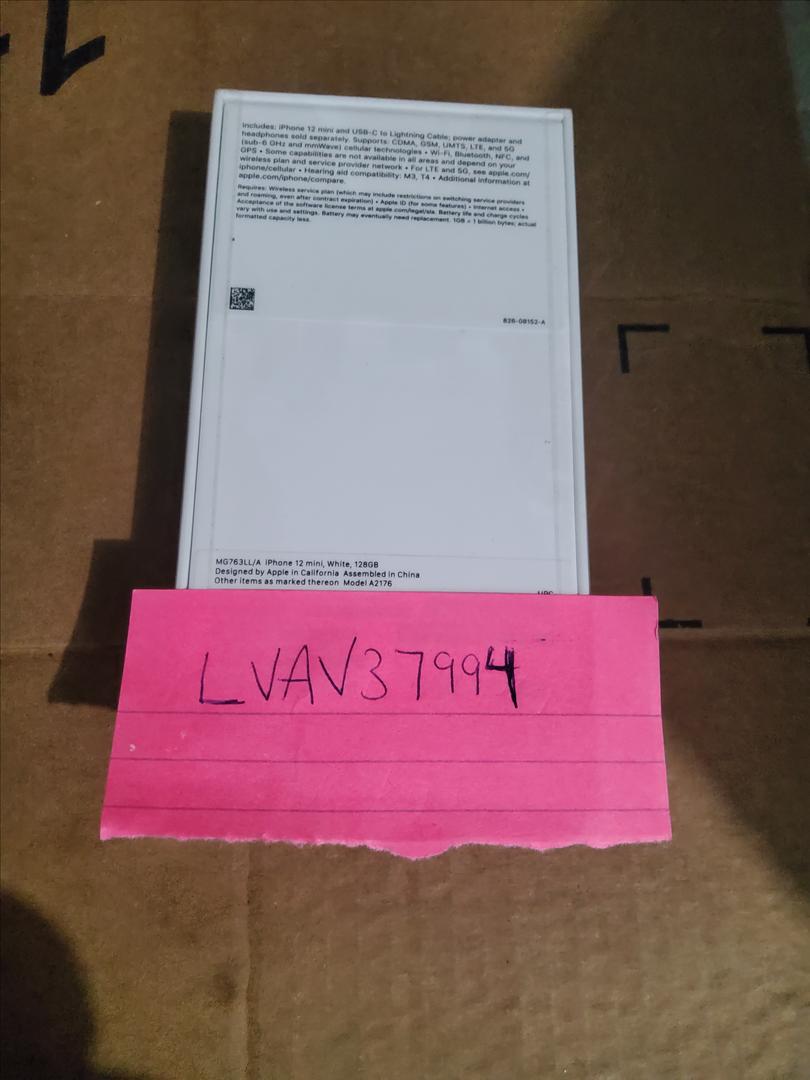 Includes: iPhone 12 mini and USB-C to Lightning Cable; power adapter and
headphones sold separately. Supports: CDMA, GSM, UMTS, LTE, and 5G
(sub-6 GHz and mmWave) cellular technologies • Wi-Fi, Bluetooth, NFC, and
GPS • Some capabilities are not available in all areas and depend on your
wireless plan and service provider network • For LTE and 5G, see apple.com/
iphone/cellular • Hearing aid compatibility: M3, T4 • Additional information at
apple.com/iphone/compare.
Requires: Wireless service plan (which may include restrictions on switching service providers
and roaming, even after contract expiration) • Apple ID (for some features) • Internet access •
Acceptance of the software license terms at apple.com/legal/sla. Battery life and charge cycles
vary with use and settings. Battery may eventually need replacement. 1GB = 1 billion bytes; actual
formatted capacity less.
826-08152-A
MG763LL/A iPhone 12 mini, White, 128GB
Designed by Apple in California Assembled in China
Other items as marked thereon Model A2176
UPC
LVAV37994